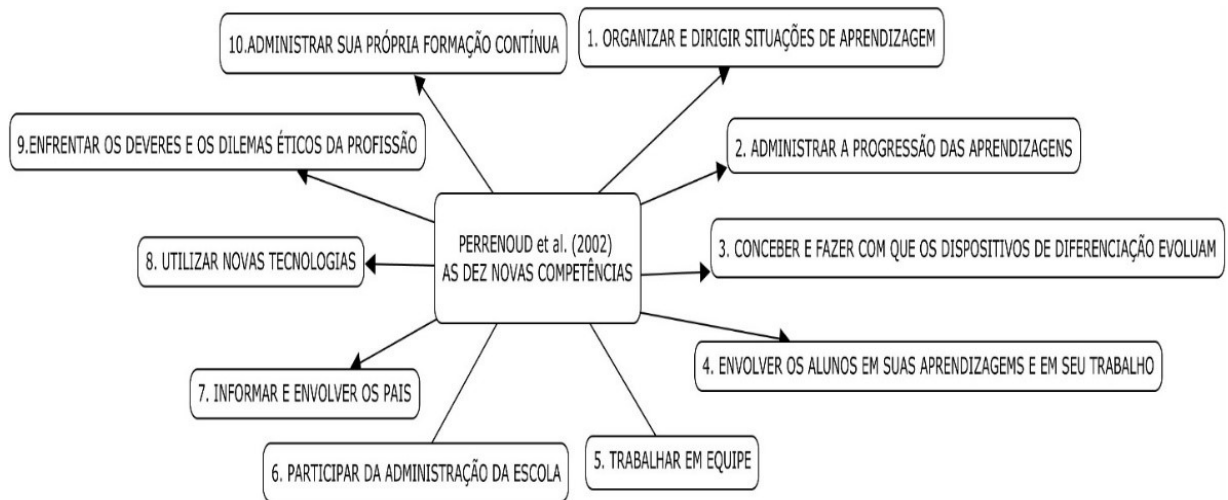 PERRENOUD et al. (2002)
AS DEZ NOVAS COMPETÊNCIAS
1. ORGANIZAR E DIRIGIR SITUAÇÕES DE APRENDIZAGEM
2. ADMINISTRAR A PROGRESSÃO DAS APRENDIZAGENS
3. CONCEBER E FAZER COM QUE OS DISPOSITIVOS DE DIFERENCIAÇÃO EVOLUAM
4. ENVOLVER OS ALUNOS EM SUAS APRENDIZAGEMS E EM SEU TRABALHO
5. TRABALHAR EM EQUIPE
6. PARTICIPAR DA ADMINISTRAÇÃO DA ESCOLA
7. INFORMAR E ENVOLVER OS PAIS
8. UTILIZAR NOVAS TECNOLOGIAS
9.ENFRENTAR OS DEVERES E OS DILEMAS ÉTICOS DA PROFISSÃO
10.ADMINISTRAR SUA PRÓPRIA FORMAÇÃO CONTÍNUA